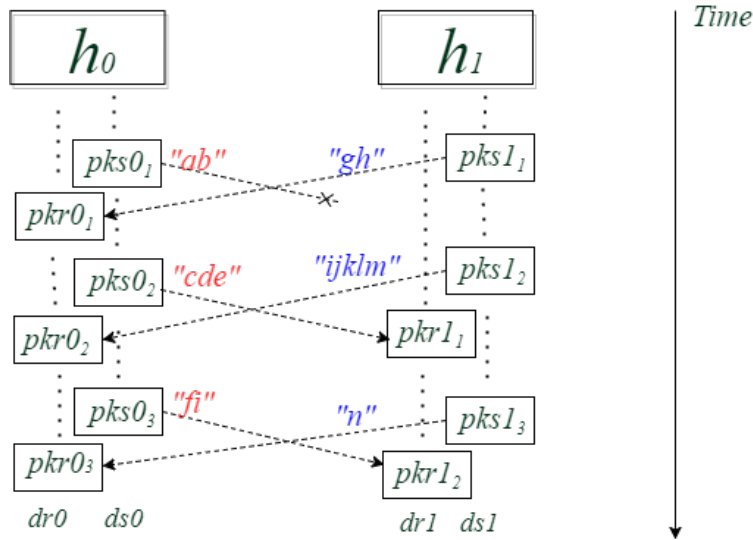 h0 h1 Time
pks01 "ab" "gh" pks11
pkr01
pks02 "cde" "ijklm" pks12
pkr02 pkr11
pks03 "fi" "n" pks13
pkr03 pkr12
dr0 ds0 dr1 ds1